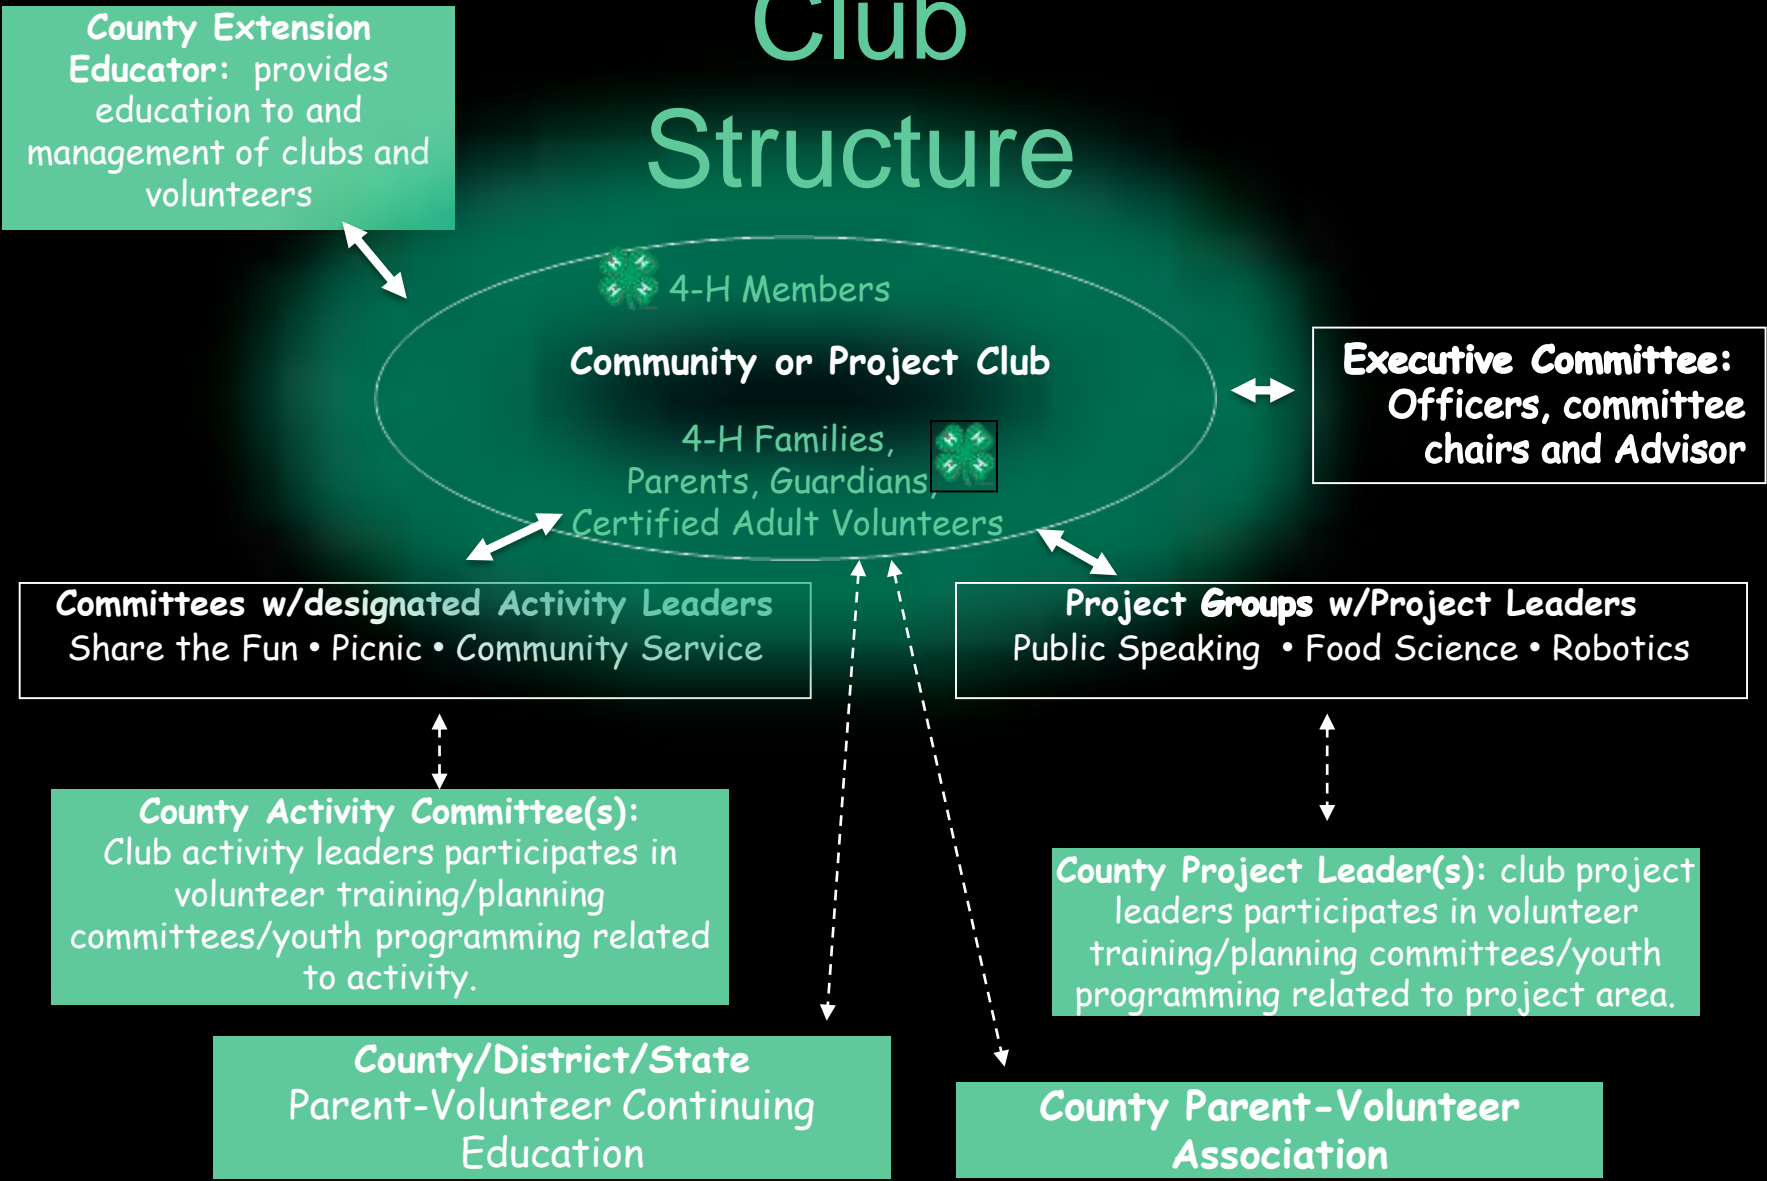 Club
Structure
County Extension
Educator: provides
education to and
management of clubs and
volunteers
4-H Members
Community or Project Club
4-H Families,
Parents, Guardians,
Certified Adult Volunteers
Executive Committee:
Officers, committee
chairs and Advisor
Committees w/designated Activity Leaders
Share the Fun • Picnic • Community Service
Project Groups w/Project Leaders
Public Speaking • Food Science • Robotics
County Activity Committee(s):
Club activity leaders participates in
volunteer training/planning
committees/youth programming related
to activity.
County Project Leader(s): club project
leaders participates in volunteer
training/planning committees/youth
programming related to project area.
County/District/State
Parent-Volunteer Continuing
Education
County Parent-Volunteer
Association